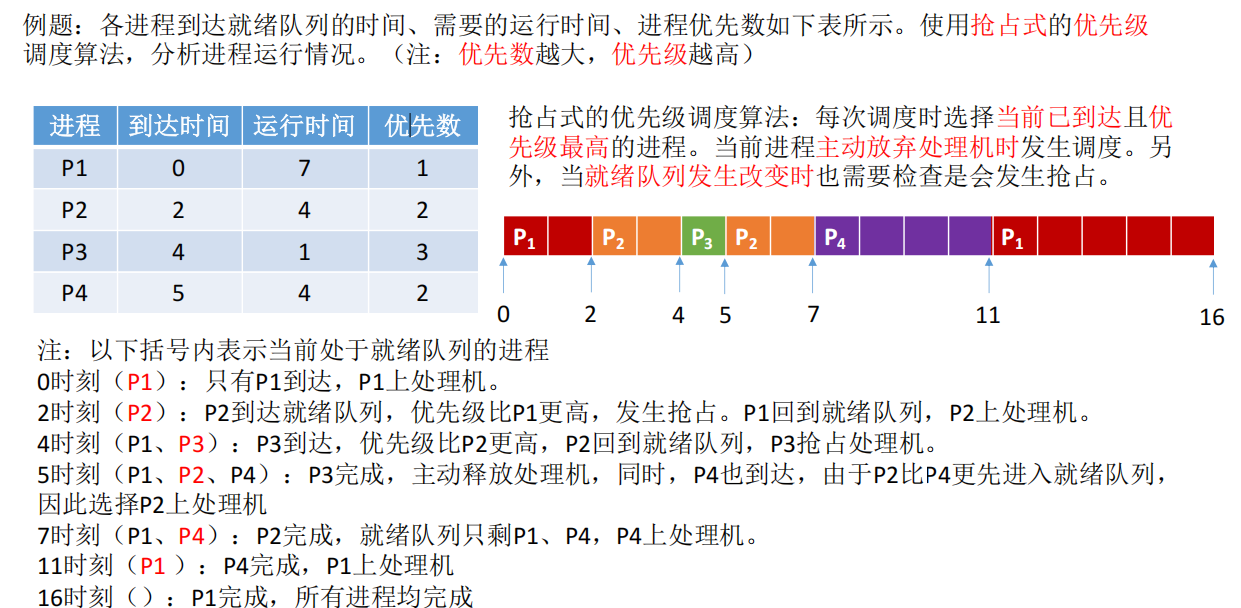 例题：各进程到达就绪队列的时间、需要的运行时间、进程优先数如下表所示。使用抢占式的优先级
调度算法，分析进程运行情况。（注：优先数越大，优先级越高）
进程 到达时间 运行时间 优先数
P1 0 7 1
P2 2 4 2
P3 4 1 3
P4 5 4 2
抢占式的优先级调度算法：每次调度时选择当前已到达且优
先级最高的进程。当前进程主动放弃处理机时发生调度。另
外，当就绪队列发生改变时也需要检查是会发生抢占。
P1 P2 P3 P2 P4 P1
0 2 4 5 7 11 16
注：以下括号内表示当前处于就绪队列的进程
0时刻（P1）：只有P1到达，P1上处理机。
2时刻（P2）：P2到达就绪队列，优先级比P1更高，发生抢占。P1回到就绪队列，P2上处理机。
4时刻（P1、P3）：P3到达，优先级比P2更高，P2回到就绪队列，P3抢占处理机。
5时刻（P1、P2、P4）：P3完成，主动释放处理机，同时，P4也到达，由于P2比P4更先进入就绪队列，
因此选择P2上处理机
7时刻（P1、P4）：P2完成，就绪队列只剩P1、P4，P4上处理机。
11时刻（P1 ）：P4完成，P1上处理机
16时刻（）：P1完成，所有进程均完成